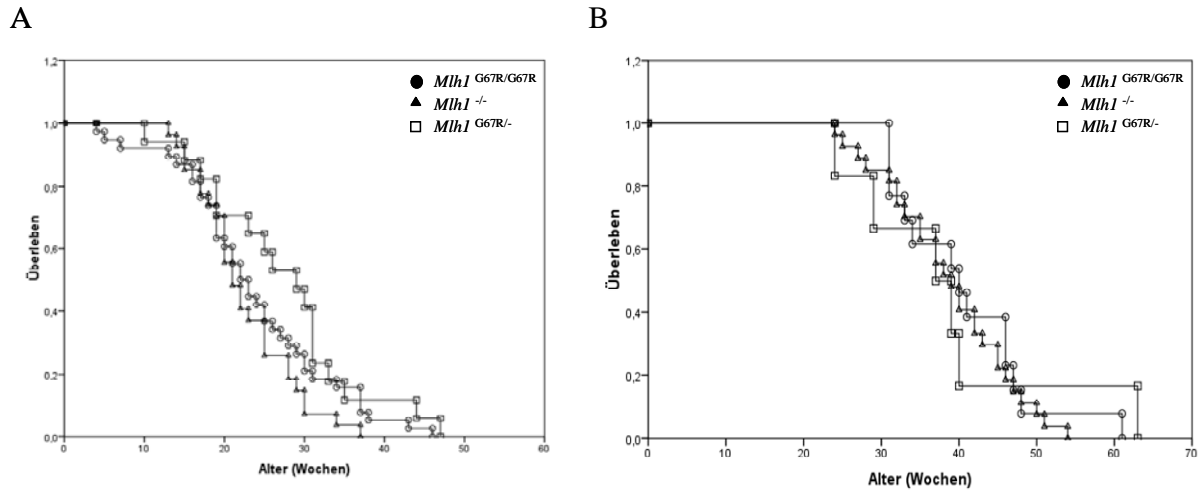 A
1,2
1,0
0,8
0,6
0,4
0,2
0,0
Überleben
0 10 20 30 40 50 60
Alter (Wochen)
Mlh1 G67R/G67R
Mlh1 -/-
Mlh1 G67R/-
B
1,2
1,0
0,8
0,6
0,4
0,2
0,0
Überleben
0 10 20 30 40 50 60 70
Alter (Wochen)
Mlh1 G67R/G67R
Mlh1 -/-
Mlh1 G67R/-